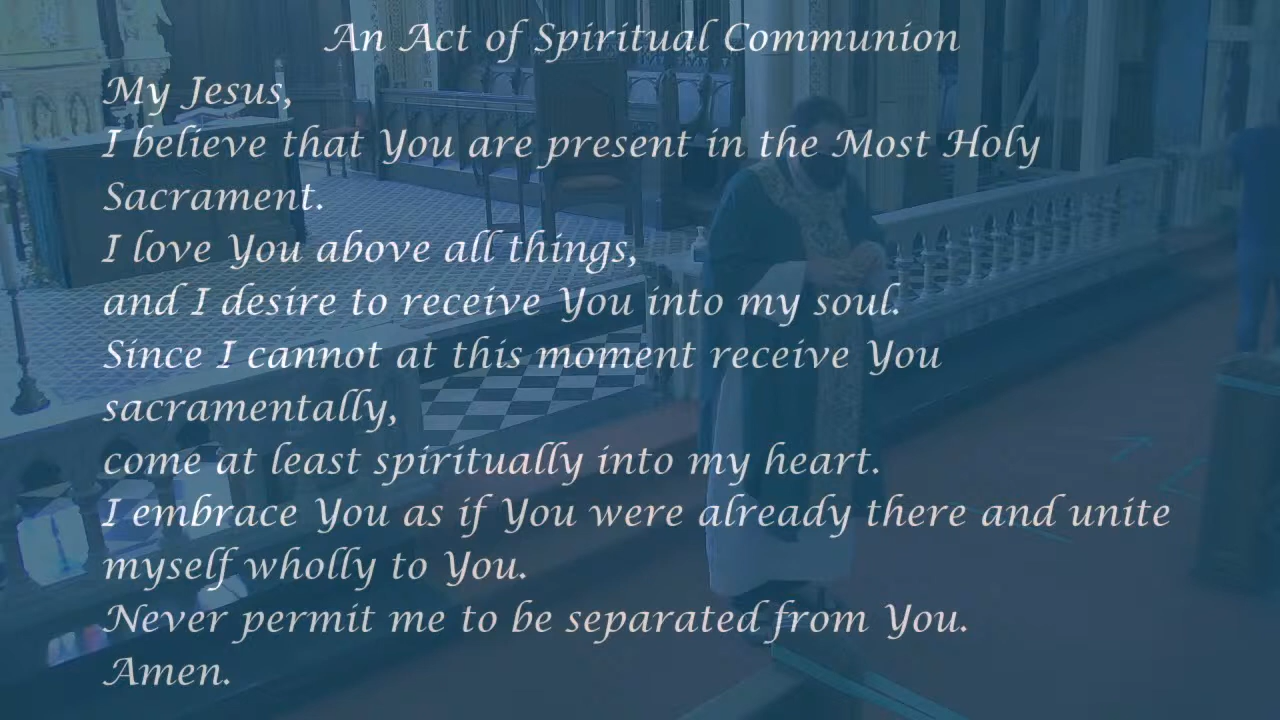 An Act of Spiritual Communion
My Jesus,
I believe that You are present in the Most Holy
Sacrament.
I love You above all things,
and I desire to receive You into my soul.
Since I cannot at this moment receive You
sacramentally,
come at least spiritually into my heart.
I embrace You as if You were already there and unite
myself wholly to You.
Never permit me to be separated from You.
Amen.